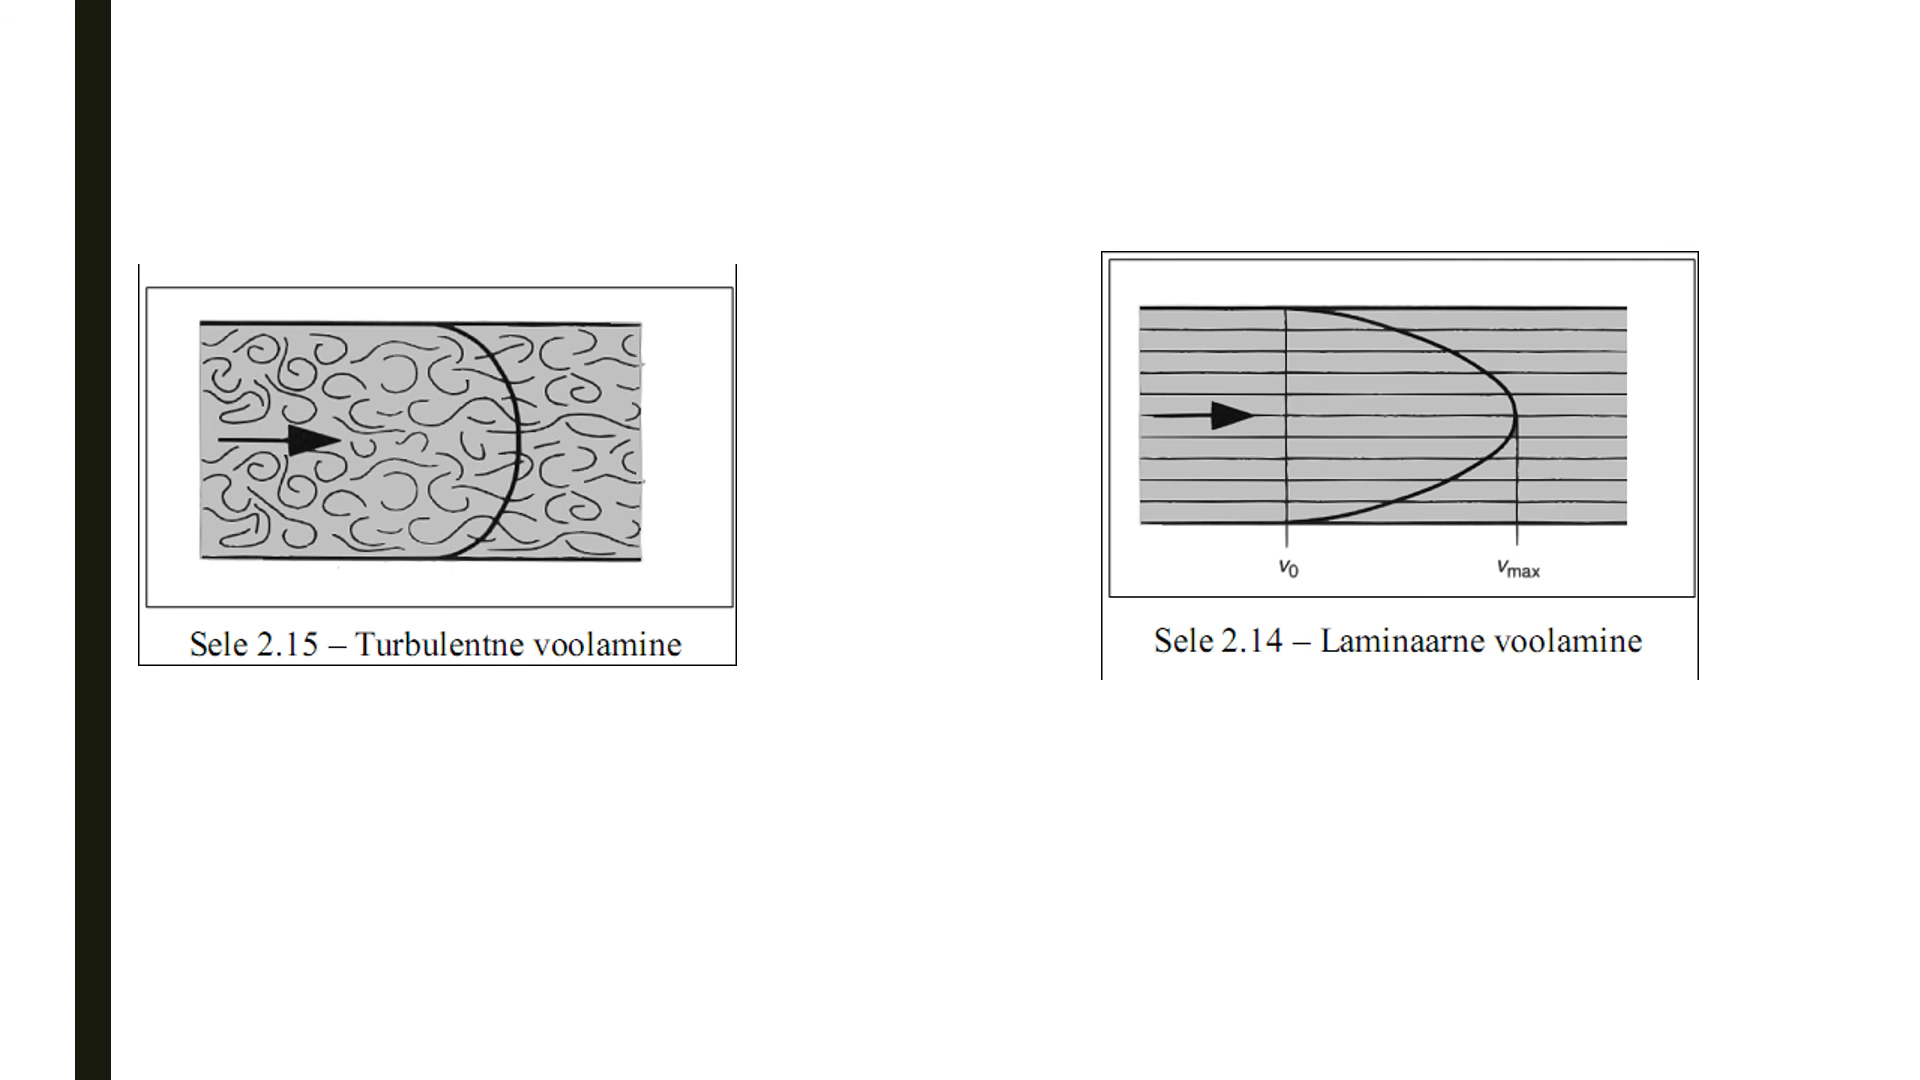 Sele 2.15 – Turbulentne voolamine
v0
vmax
Sele 2.14 – Laminaarne voolamine